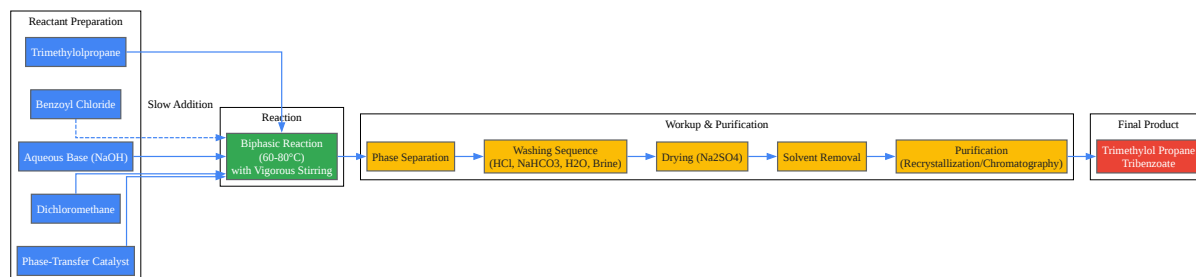 Reactant Preparation
Trimethylolpropane
Benzoyl Chloride
Slow Addition
Aqueous Base (NaOH)
Dichloromethane
Phase-Transfer Catalyst
Reaction
Biphasic Reaction
(60-80°C)
with Vigorous Stirring
Workup & Purification
Phase Separation
Washing Sequence
(HCl, NaHCO3, H2O, Brine)
Drying (Na2SO4)
Solvent Removal
Purification
(Recrystallization/Chromatography)
Final Product
Trimethylol Propane
Tribenzoate